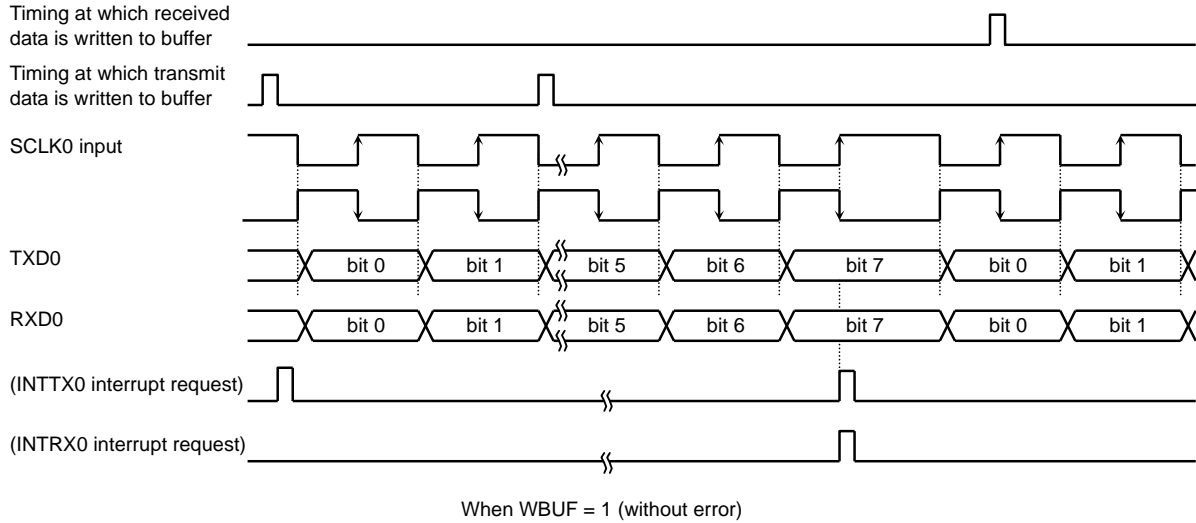 Timing at which received
data is written to buffer
Timing at which transmit
data is written to buffer
SCLK0 input
TXD0
bit 0 bit 1 bit 5 bit 6 bit 7 bit 0 bit 1
RXD0
bit 0 bit 1 bit 5 bit 6 bit 7 bit 0 bit 1
(INTTX0 interrupt request)
(INTRX0 interrupt request)
When WBUF = 1 (without error)